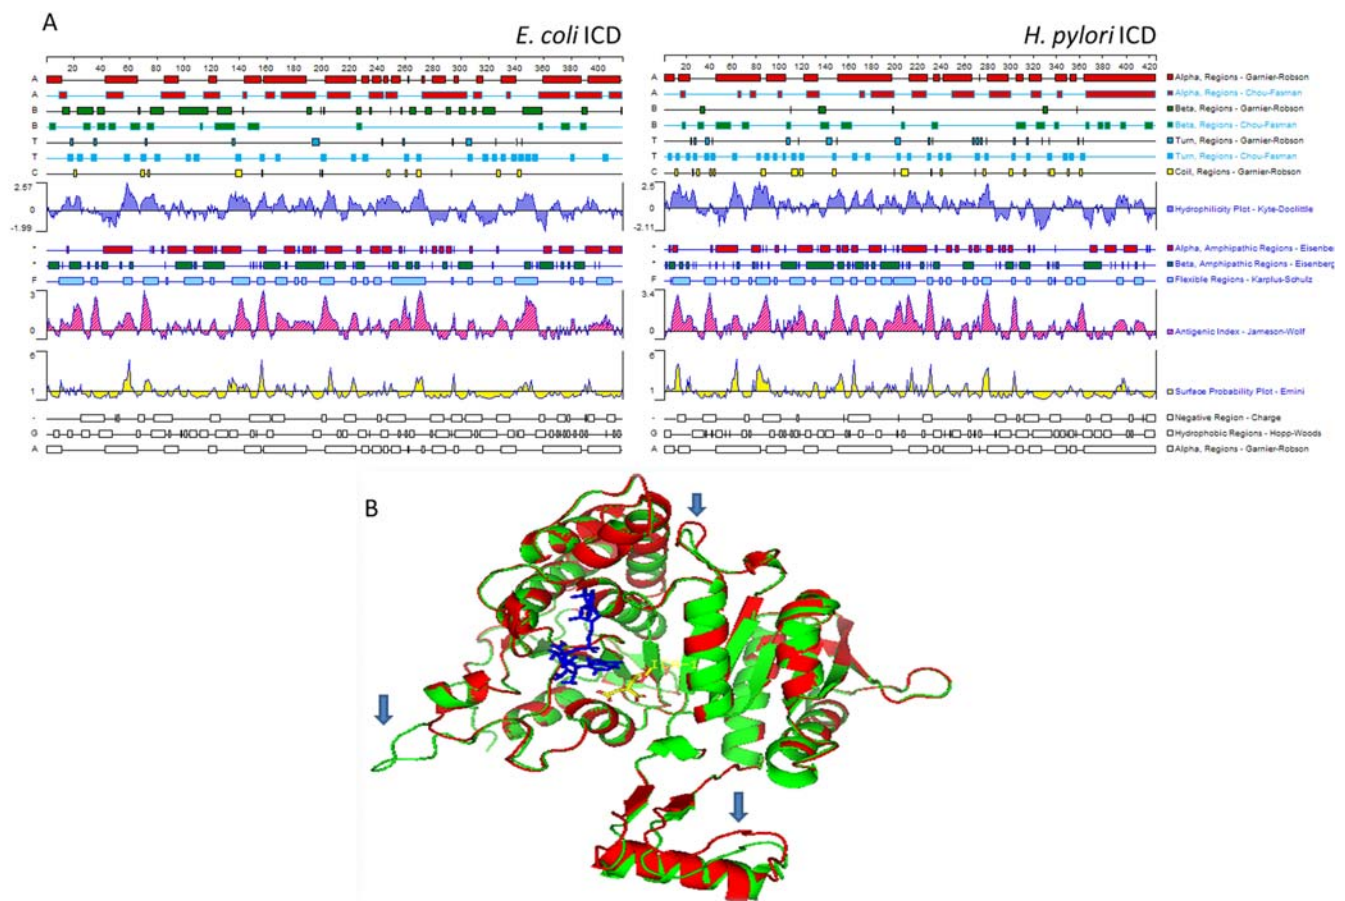 A
E. coli ICD
H. pylori ICD
20 40 60 80 100 120 140 160 180 200 220 240 260 280 300 320 340 360 380 400
20 40 60 80 100 120 140 160 180 200 220 240 260 280 300 320 340 360 380 400 420
A A Alpha, Regions - Garnier-Robson
A A Alpha, Regions - Chou-Fasman
B B Beta, Regions - Garnier-Robson
B B Beta, Regions - Chou-Fasman
T T Turn, Regions - Garnier-Robson
T T Turn, Regions - Chou-Fasman
C C Coil, Regions - Garnier-Robson
2.57 2.5
0 0 Hydrophilicity Plot - Kyte-Doolittle
-1.99 -2.11
* * Alpha, Amphipathic Regions - Eisenbe
* * Beta, Amphipathic Regions - Eisenberg
F F Flexible Regions - Karplus-Schulz
3 3.4
0 0 Antigenic Index - Jameson-Wolf
6 6
1 1 Surface Probability Plot - Emini
- - Negative Region - Charge
G G Hydrophobic Regions - Hopp-Woods
A A Alpha, Regions - Garnier-Robson
B